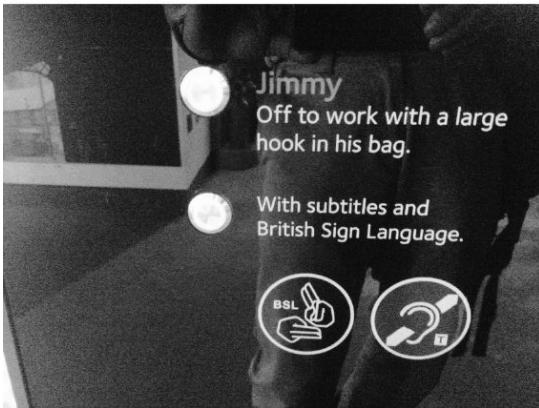 Jimmy
Off to work with a large
hook in his bag.
With subtitles and
British Sign Language.
BSL
T